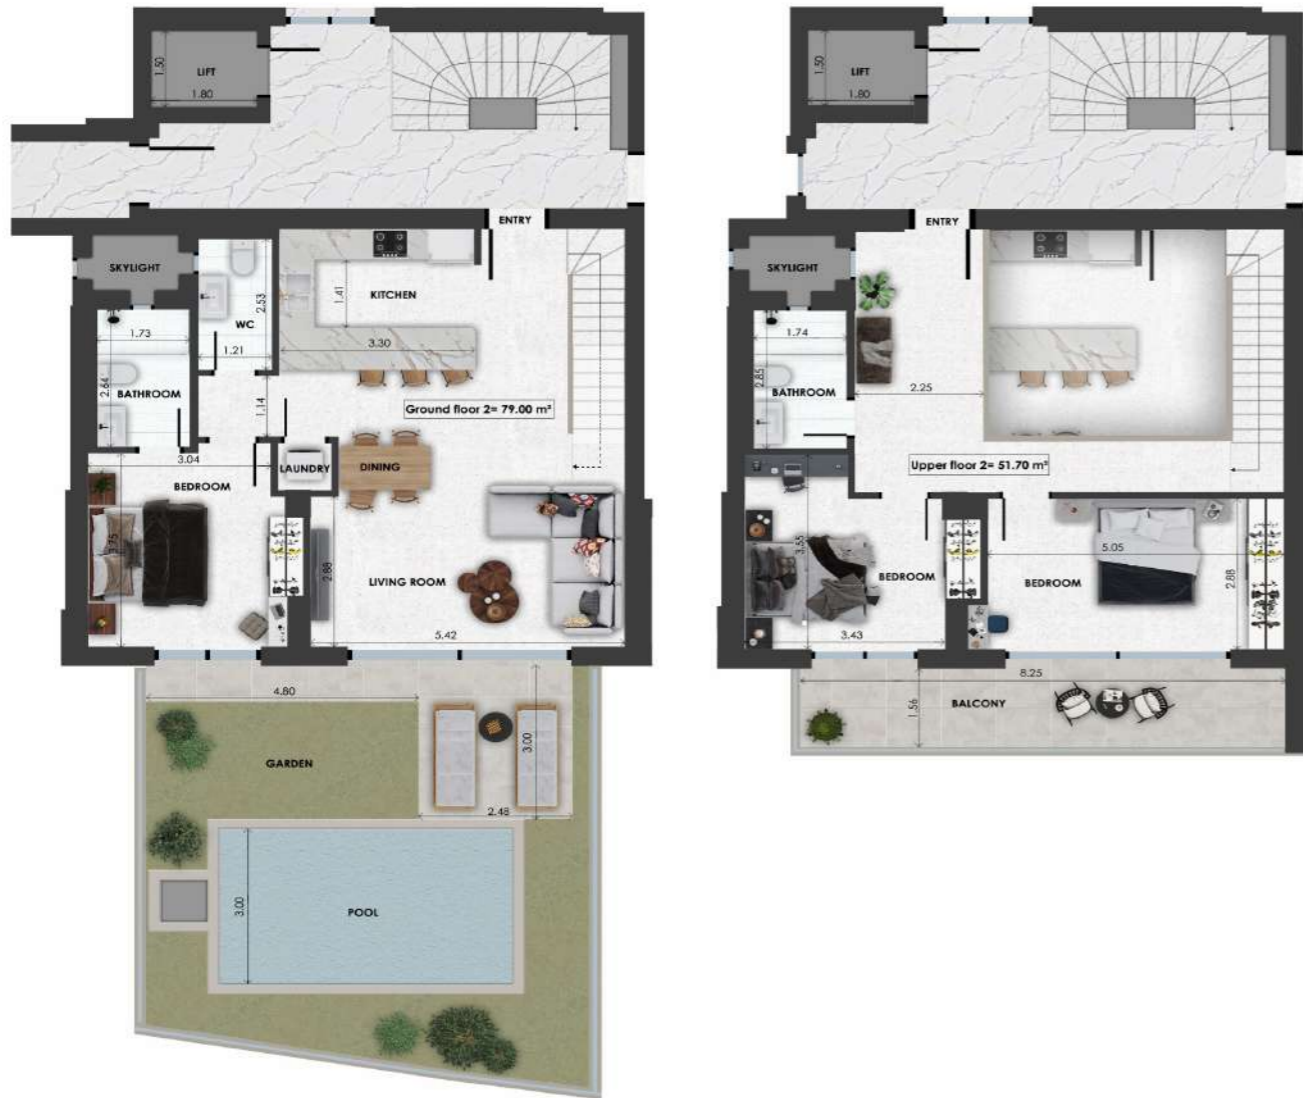 LIFT
1.50
1.80
ENTRY
SKYLIGHT
WC
2.53
1.21
KITCHEN
1.41
3.30
1.73
2.64
BATHROOM
1.14
Ground floor 2= 79.00 m²
3.04
BEDROOM
3.75
LAUNDRY
DINING
LIVING ROOM
2.88
5.42
4.80
GARDEN
3.00
2.48
POOL
3.00
LIFT
1.50
1.80
ENTRY
SKYLIGHT
1.74
2.85
BATHROOM
2.25
Upper floor 2= 51.70 m²
3.55
BEDROOM
3.43
5.05
BEDROOM
2.88
8.25
BALCONY
1.56